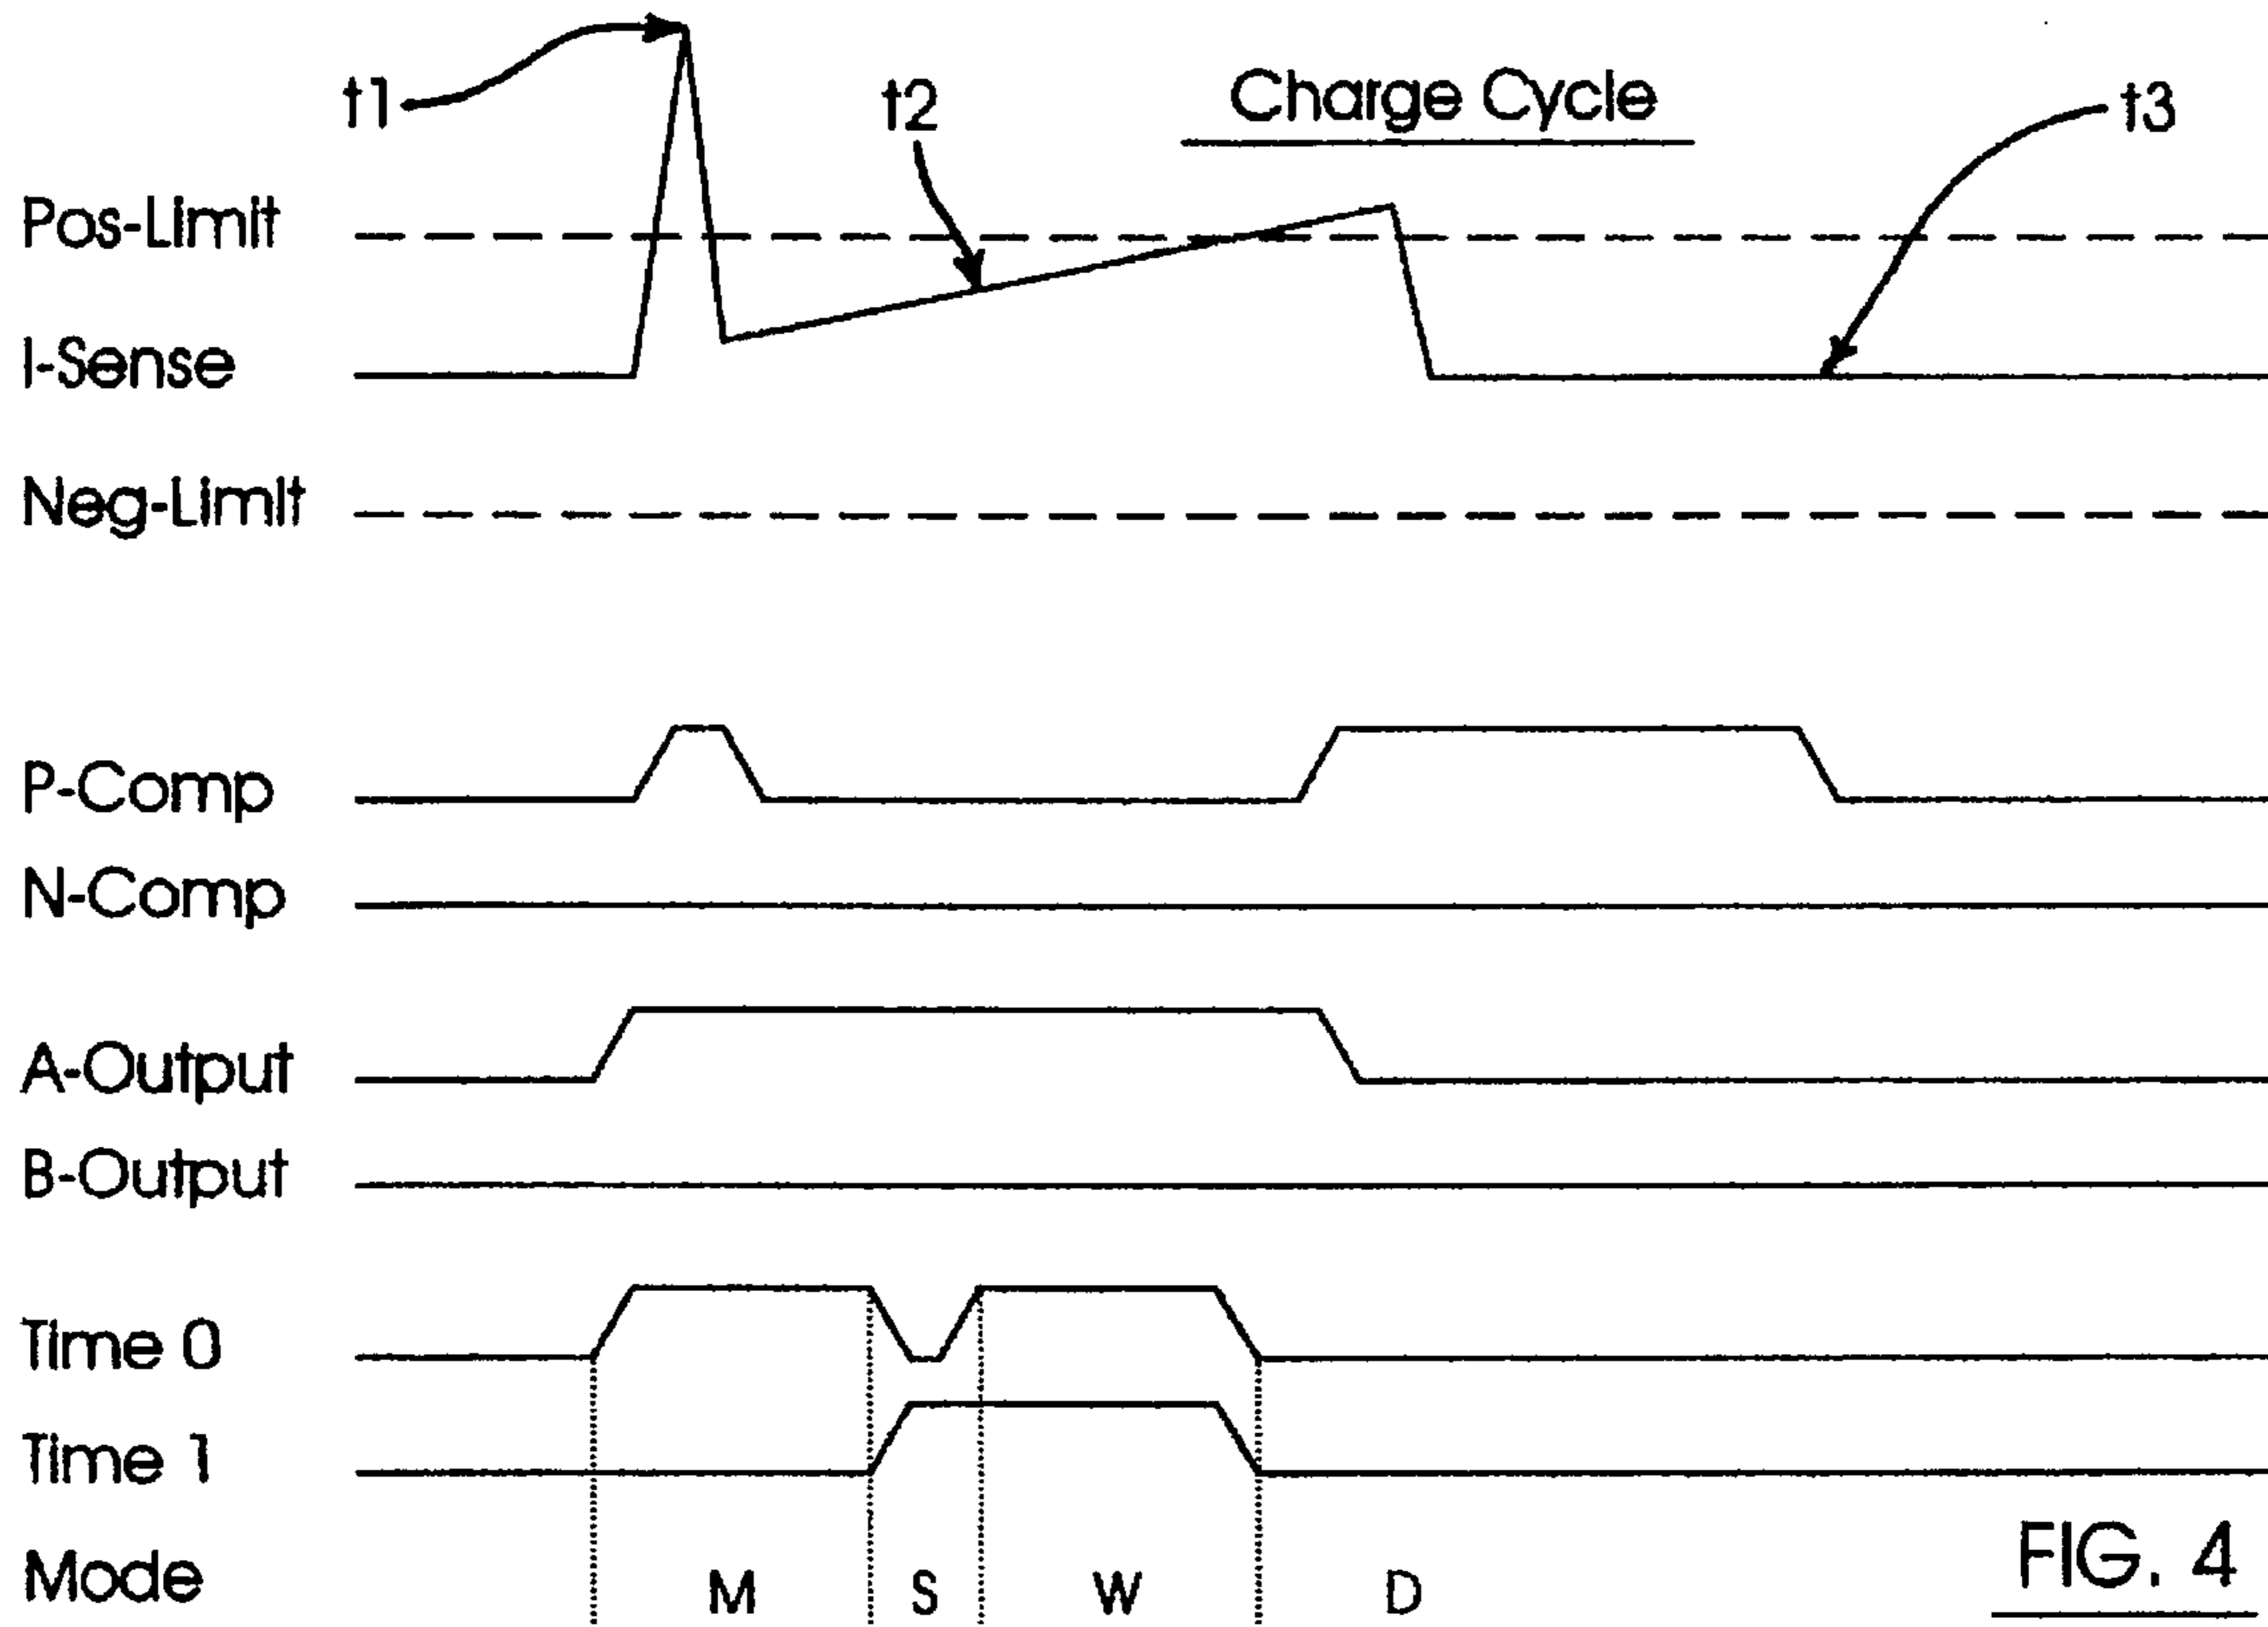 t1
t2
Charge Cycle
t3
Pos-Limit
I-Sense
Neg-Limit
P-Comp
N-Comp
A-Output
B-Output
Time 0
Time 1
Mode
M
S
W
D
FIG. 4